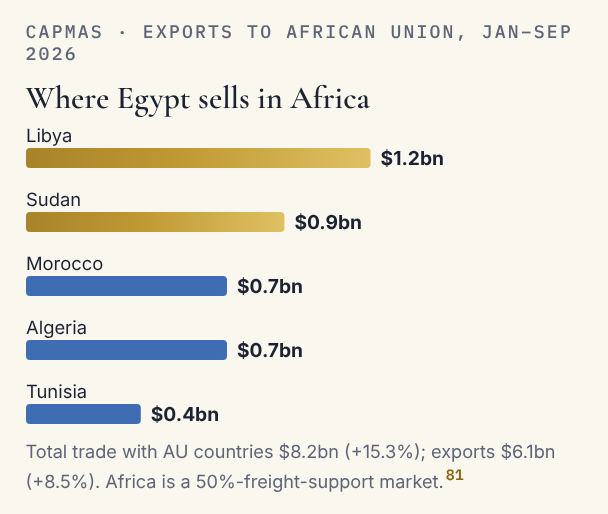 CAPMAS · EXPORTS TO AFRICAN UNION, JAN–SEP
2026
Where Egypt sells in Africa
Libya
$1.2bn
Sudan
$0.9bn
Morocco
$0.7bn
Algeria
$0.7bn
Tunisia
$0.4bn
Total trade with AU countries $8.2bn (+15.3%); exports $6.1bn
(+8.5%). Africa is a 50%-freight-support market.81